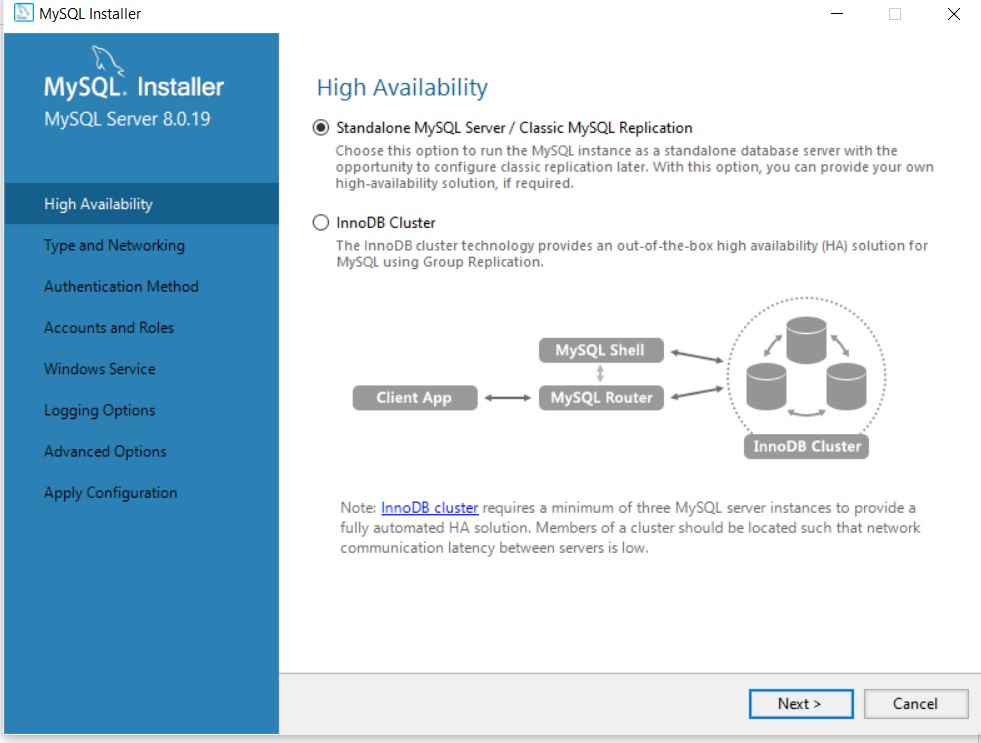 MySQL Installer
MySQL. Installer
MySQL Server 8.0.19
High Availability
Type and Networking
Authentication Method
Accounts and Roles
Windows Service
Logging Options
Advanced Options
Apply Configuration
High Availability
Standalone MySQL Server / Classic MySQL Replication
Choose this option to run the MySQL instance as a standalone database server with the
opportunity to configure classic replication later. With this option, you can provide your own
high-availability solution, if required.
InnoDB Cluster
The InnoDB cluster technology provides an out-of-the-box high availability (HA) solution for
MySQL using Group Replication.
MySQL Shell
Client App
MySQL Router
InnoDB Cluster
Note: InnoDB cluster requires a minimum of three MySQL server instances to provide a
fully automated HA solution. Members of a cluster should be located such that network
communication latency between servers is low.
Next >
Cancel